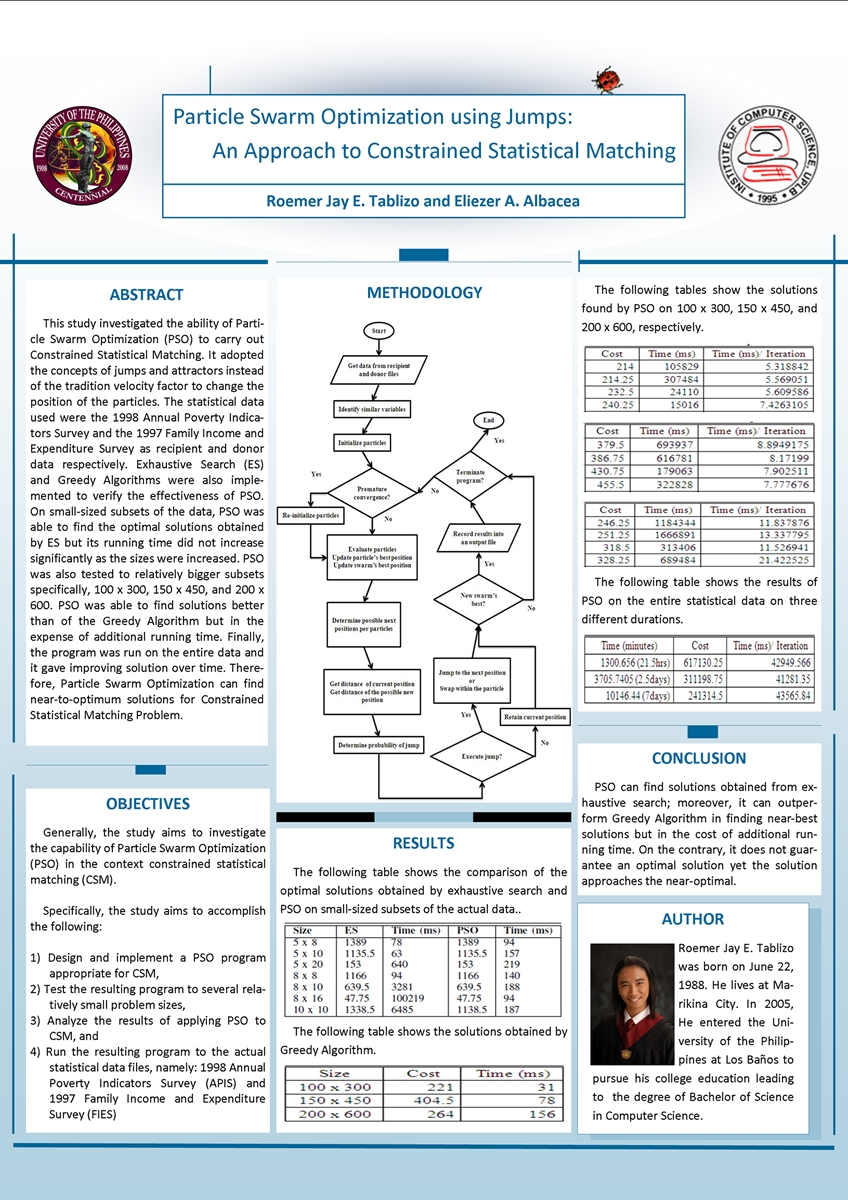 Particle Swarm Optimization using Jumps:
An Approach to Constrained Statistical Matching
Roemer Jay E. Tablizo and Eliezer A. Albacea
UNIVERSITY OF THE PHILIPPINES
1908 2008
CENTENNIAL
INSTITUTE OF COMPUTER SCIENCE, UPLB
• 1995 •
ABSTRACT
This study investigated the ability of Parti-
cle Swarm Optimization (PSO) to carry out
Constrained Statistical Matching. It adopted
the concepts of jumps and attractors instead
of the tradition velocity factor to change the
position of the particles. The statistical data
used were the 1998 Annual Poverty Indica-
tors Survey and the 1997 Family Income and
Expenditure Survey as recipient and donor
data respectively. Exhaustive Search (ES)
and Greedy Algorithms were also imple-
mented to verify the effectiveness of PSO.
On small-sized subsets of the data, PSO was
able to find the optimal solutions obtained
by ES but its running time did not increase
significantly as the sizes were increased. PSO
was also tested to relatively bigger subsets
specifically, 100 x 300, 150 x 450, and 200 x
600. PSO was able to find solutions better
than of the Greedy Algorithm but in the
expense of additional running time. Finally,
the program was run on the entire data and
it gave improving solution over time. There-
fore, Particle Swarm Optimization can find
near-to-optimum solutions for Constrained
Statistical Matching Problem.
OBJECTIVES
Generally, the study aims to investigate
the capability of Particle Swarm Optimization
(PSO) in the context constrained statistical
matching (CSM).
Specifically, the study aims to accomplish
the following:
1) Design and implement a PSO program
appropriate for CSM,
2) Test the resulting program to several rela-
tively small problem sizes,
3) Analyze the results of applying PSO to
CSM, and
4) Run the resulting program to the actual
statistical data files, namely: 1998 Annual
Poverty Indicators Survey (APIS) and
1997 Family Income and Expenditure
Survey (FIES)
METHODOLOGY
Start
Get data from recipient
and donor files
Identify similar variables
Initialize particles
Premature
convergence?
Yes
No
Re-initialize particles
Evaluate particles
Update particle's best position
Update swarm's best position
Determine possible next
positions per particles
Get distance of current position
Get distance of the possible new
position
Determine probability of jump
Execute jump?
Yes
No
Jump to the next position
or
Swap within the particle
Retain current position
New swarm's
best?
Yes
No
Record results into
an output file
Terminate
program?
No
Yes
End
RESULTS
The following table shows the comparison of the
optimal solutions obtained by exhaustive search and
PSO on small-sized subsets of the actual data..
Size ES Time (ms) PSO Time (ms)
5 x 8 1389 78 1389 94
5 x 10 1135.5 63 1135.5 157
5 x 20 153 640 153 219
8 x 8 1166 94 1166 140
8 x 10 639.5 3281 639.5 188
8 x 16 47.75 100219 47.75 94
10 x 10 1338.5 6485 1138.5 187
The following table shows the solutions obtained by
Greedy Algorithm.
Size Cost Time (ms)
100 x 300 221 31
150 x 450 404.5 78
200 x 600 264 156
The following tables show the solutions
found by PSO on 100 x 300, 150 x 450, and
200 x 600, respectively.
Cost Time (ms) Time (ms)/ Iteration
214 105829 5.318842
214.25 307484 5.569051
232.5 24110 5.609586
240.25 15016 7.4263105
Cost Time (ms) Time (ms)/ Iteration
379.5 693937 8.8949175
386.75 616781 8.17199
430.75 179063 7.902511
455.5 322828 7.777676
Cost Time (ms) Time (ms)/ Iteration
246.25 1184344 11.837876
251.25 1666891 13.337795
318.5 313406 11.526941
328.25 689484 21.422525
The following table shows the results of
PSO on the entire statistical data on three
different durations.
Time (minutes) Cost Time (ms)/ Iteration
1300.656 (21.5hrs) 617130.25 42949.566
3705.7405 (2.5days) 311198.75 41281.35
10146.44 (7days) 241314.5 43565.84
CONCLUSION
PSO can find solutions obtained from ex-
haustive search; moreover, it can outper-
form Greedy Algorithm in finding near-best
solutions but in the cost of additional run-
ning time. On the contrary, it does not guar-
antee an optimal solution yet the solution
approaches the near-optimal.
AUTHOR
Roemer Jay E. Tablizo
was born on June 22,
1988. He lives at Ma-
rikina City. In 2005,
He entered the Uni-
versity of the Philip-
pines at Los Baños to
pursue his college education leading
to the degree of Bachelor of Science
in Computer Science.